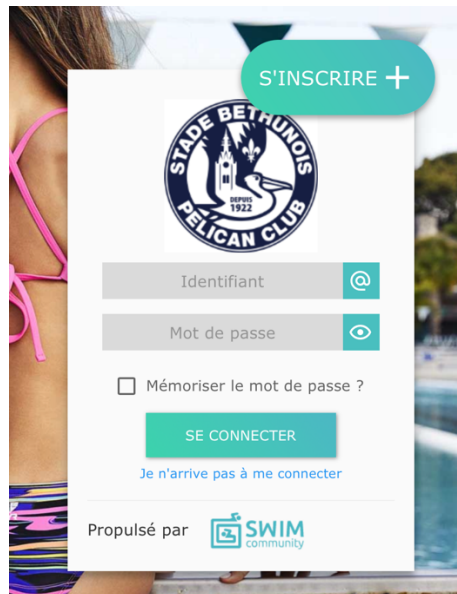 S'INSCRIRE +
STADE BETHUNOIS
DEPUIS
1922
PELICAN CLUB
Identifiant
@
Mot de passe
Mémoriser le mot de passe ?
SE CONNECTER
Je n'arrive pas à me connecter
Propulsé par
SWIM
community